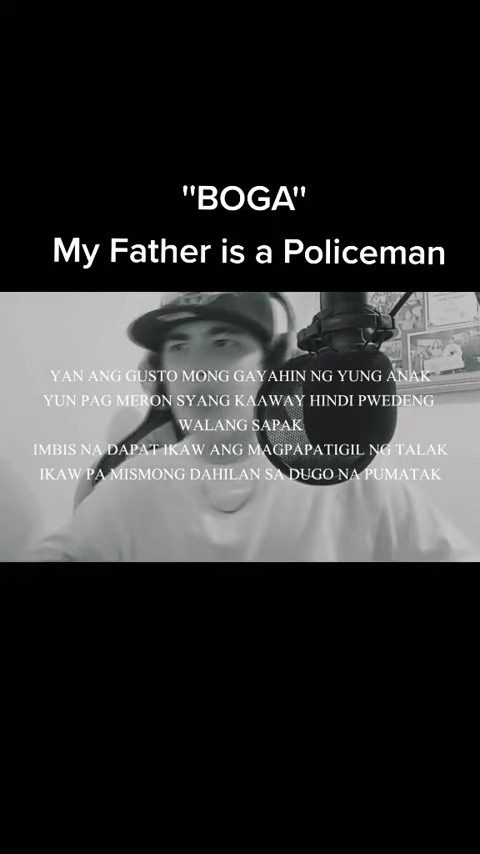 "BOGA"
My Father is a Policeman
YAN ANG GUSTO MONG GAYAHIN NG YUNG ANAK
YUN PAG MERON SYANG KAAWAY HINDI PWEDENG
WALANG SAPAK
IMBIS NA DAPAT IKAW ANG MAGPAPATIGIL NG TALAK
IKAW PA MISMONG DAHILAN SA DUGO NA PUMATAK